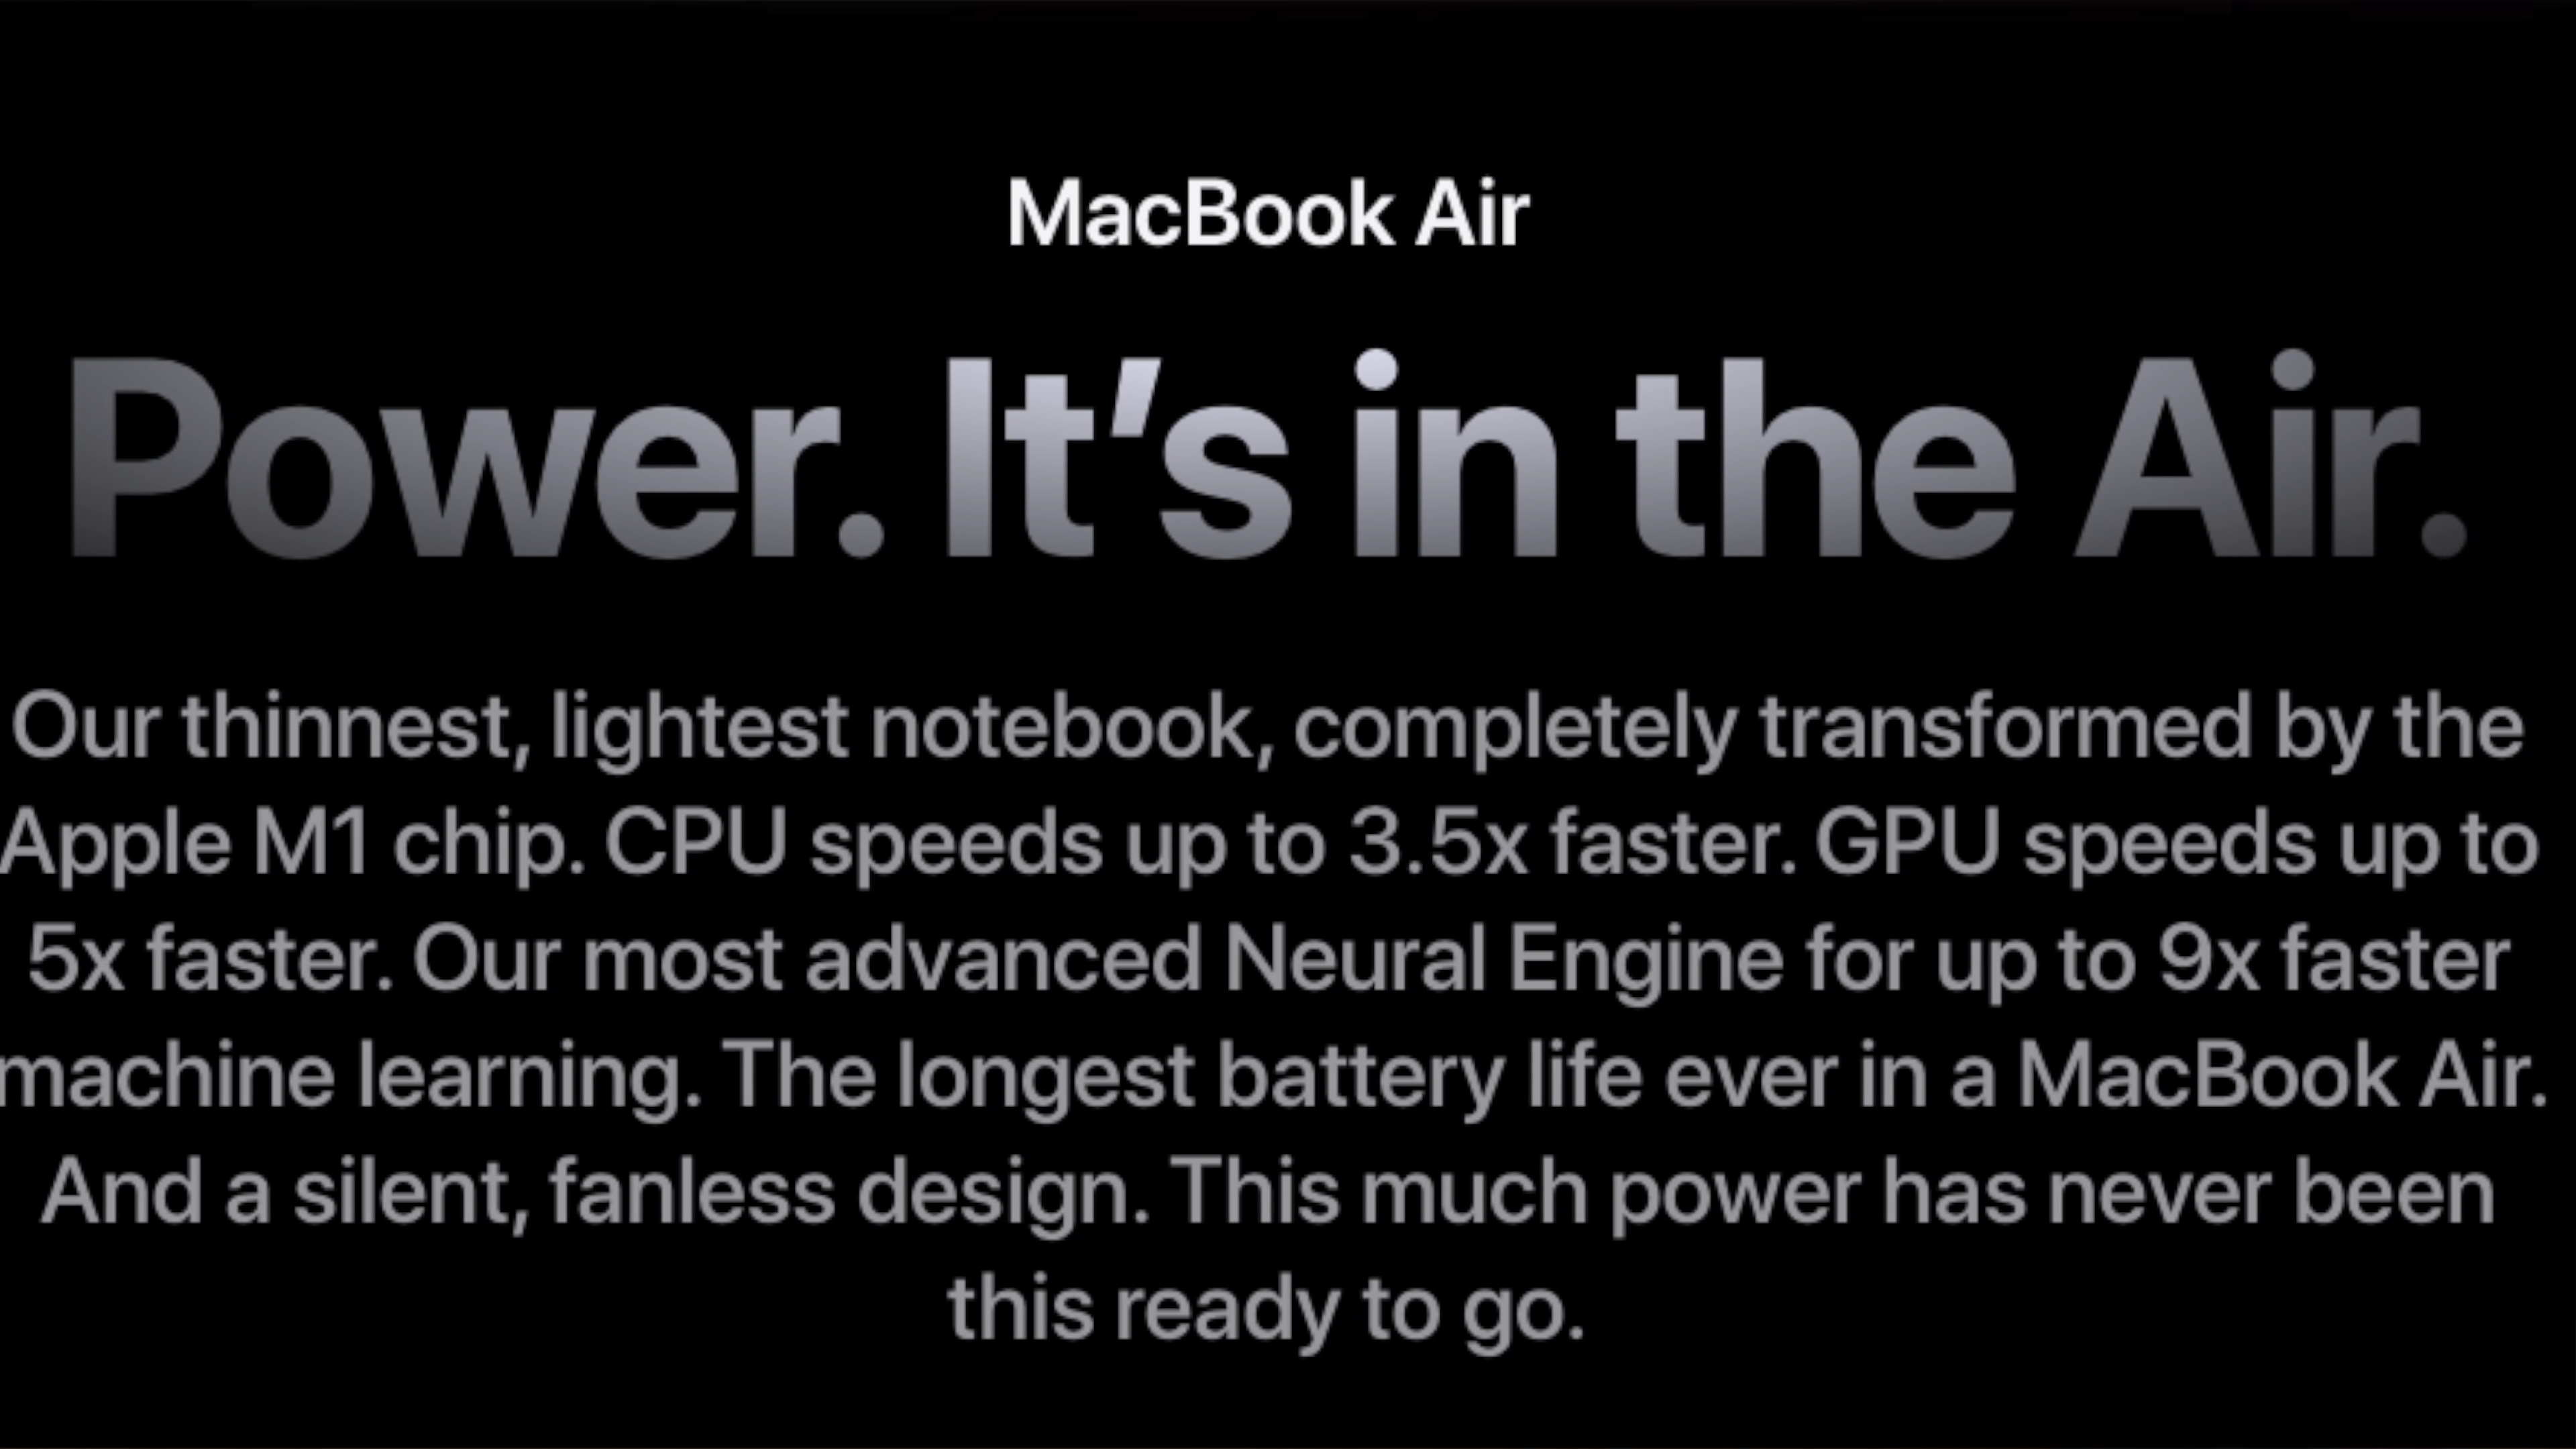 MacBook Air
Power. It’s in the Air.
Our thinnest, lightest notebook, completely transformed by the
Apple M1 chip. CPU speeds up to 3.5x faster. GPU speeds up to
5x faster. Our most advanced Neural Engine for up to 9x faster
machine learning. The longest battery life ever in a MacBook Air.
And a silent, fanless design. This much power has never been
this ready to go.